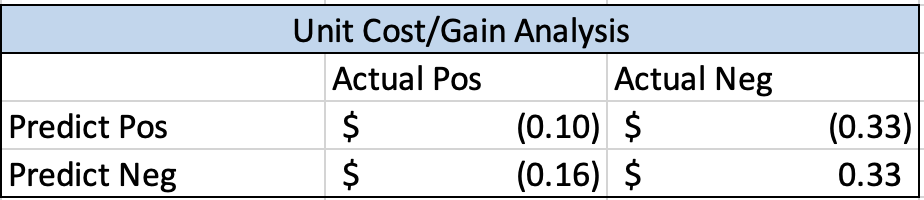 Unit Cost/Gain Analysis
Actual Pos Actual Neg
Predict Pos $ (0.10) $ (0.33)
Predict Neg $ (0.16) $ 0.33